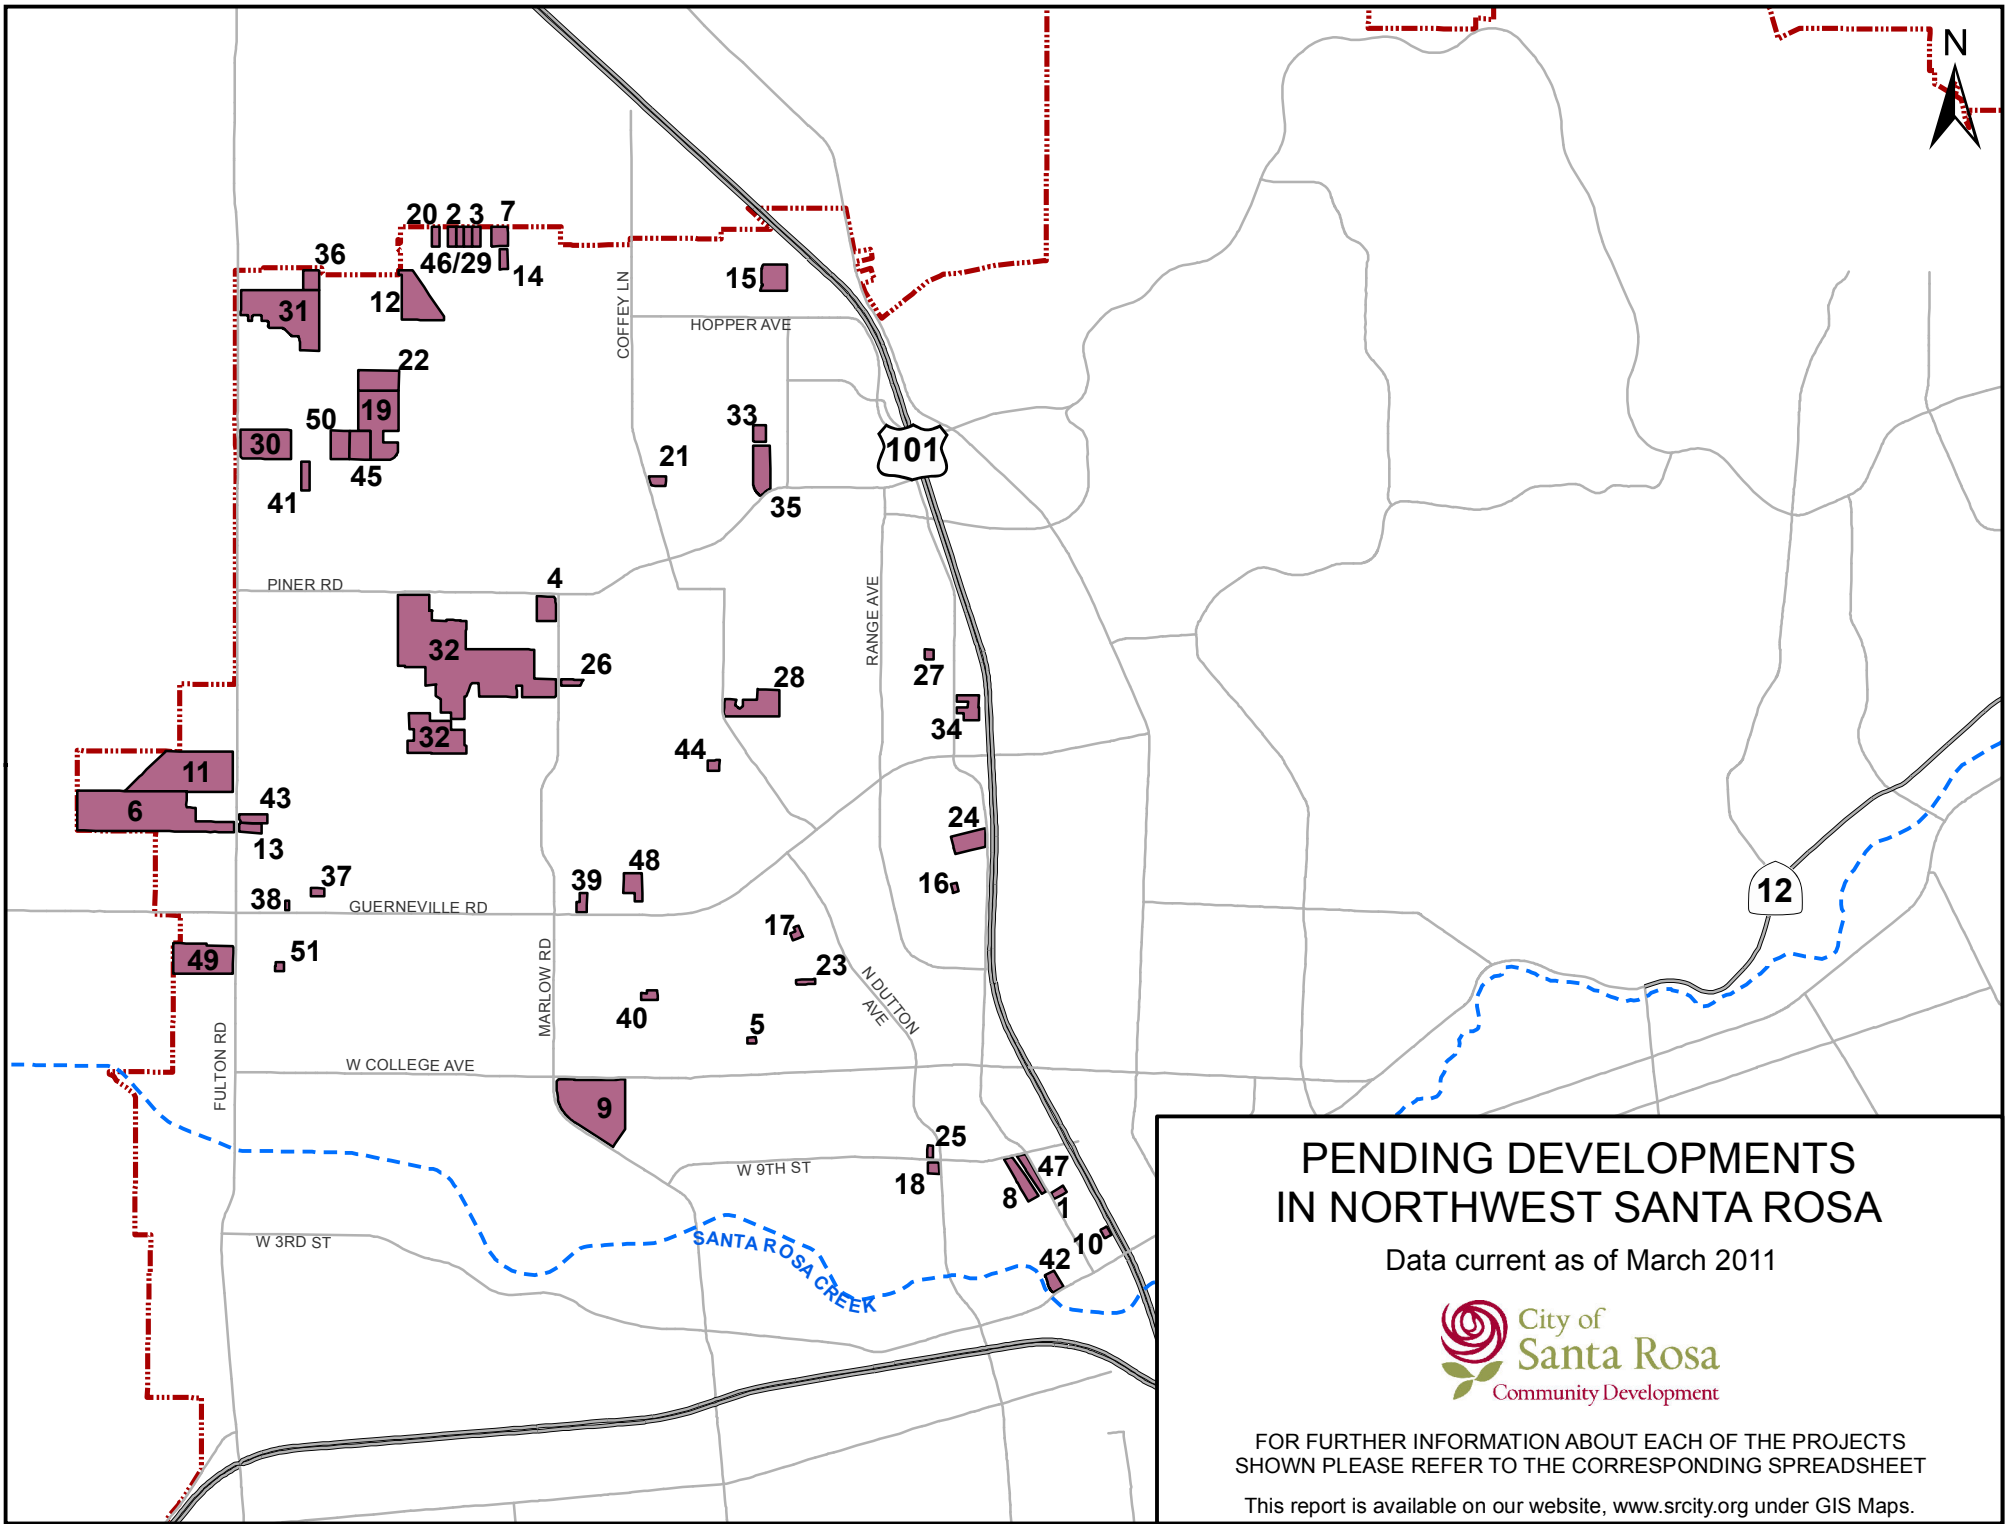 N
20 2 3 7
36
46/29
14
15
12
31
COFFEY LN
HOPPER AVE
22
19
50
33
30
101
21
45
41
35
PINER RD
4
RANGE AVE
32
26
27
28
34
32
44
11
6
43
24
13
48
37
39
16
12
38
GUERNEVILLE RD
17
51
49
23
MARLOW RD
N DUTTON
AVE
40
5
FULTON RD
W COLLEGE AVE
9
25
W 9TH ST
47
18
8
1
W 3RD ST
10
SANTA ROSA CREEK
42
PENDING DEVELOPMENTS
IN NORTHWEST SANTA ROSA
Data current as of March 2011
City of
Santa Rosa
Community Development
FOR FURTHER INFORMATION ABOUT EACH OF THE PROJECTS
SHOWN PLEASE REFER TO THE CORRESPONDING SPREADSHEET
This report is available on our website, www.srcity.org under GIS Maps.